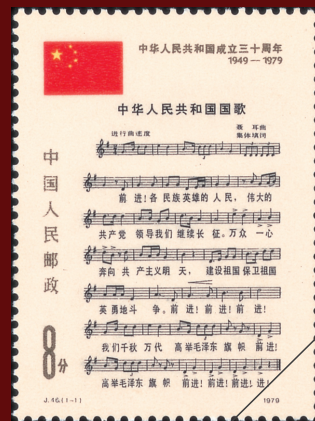 中华人民共和国成立三十周年
1949—1979
中华人民共和国国歌
进行曲速度
聂 耳曲
集体填词
前 进!各 民族英雄的 人 民, 伟大的
共产党 领导我们 继续长 征。万众 一心
奔向 共 产主义明 天, 建设祖国 保卫祖国
英 勇地斗 争。前 进!前 进!前 进!
我们千秋 万代 高举毛泽东 旗 帜 前进!
高举毛泽东 旗 帜 前进!前进!前进!进!
中国人民邮政
8分
J.46(1-1)
1979